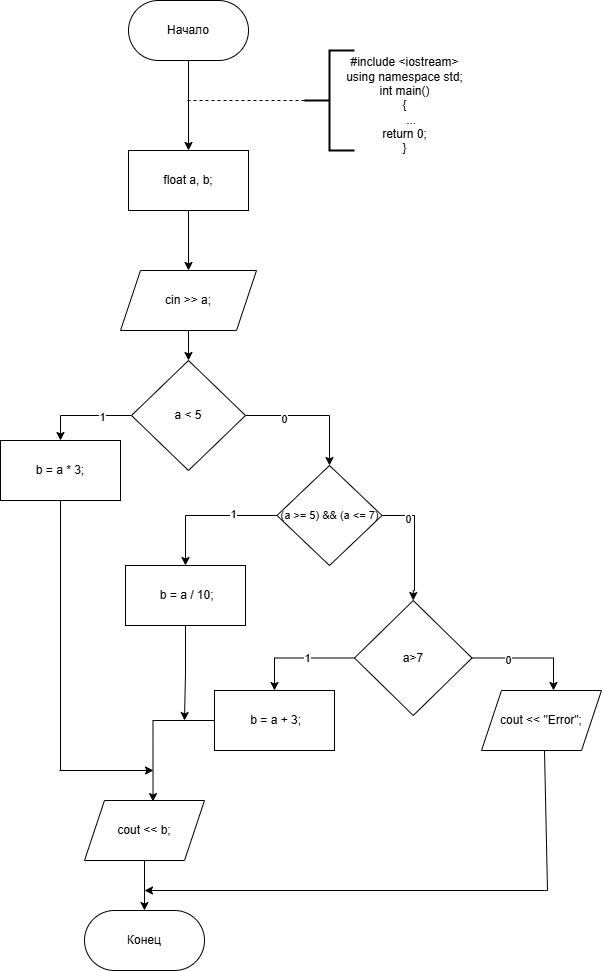 Начало
#include <iostream>
using namespace std;
int main()
{
...
return 0;
}
float a, b;
cin >> a;
a < 5
1
0
b = a * 3;
(a >= 5) && (a <= 7)
1
0
b = a / 10;
a>7
1
0
b = a + 3;
cout << "Error";
cout << b;
Конец